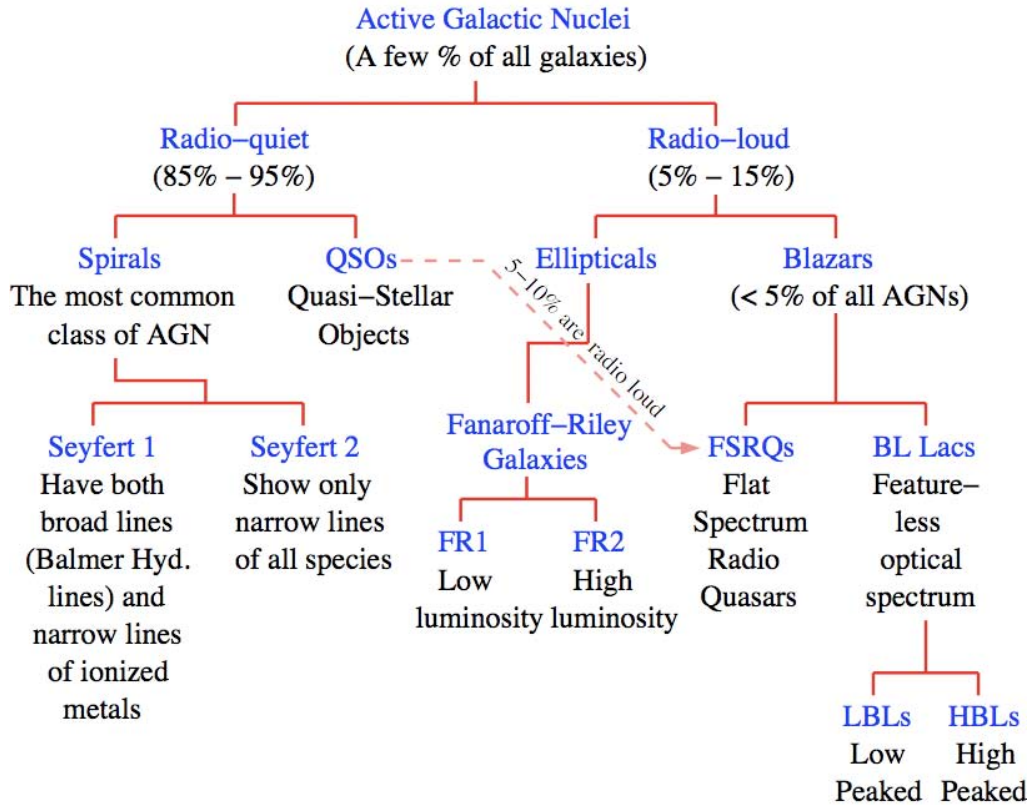 Active Galactic Nuclei
(A few % of all galaxies)
Radio−quiet
(85% − 95%)
Radio−loud
(5% − 15%)
Spirals
The most common
class of AGN
QSOs
Quasi−Stellar
Objects
5−10% are radio loud
Ellipticals
Blazars
(< 5% of all AGNs)
Seyfert 1
Have both
broad lines
(Balmer Hyd.
lines) and
narrow lines
of ionized
metals
Seyfert 2
Show only
narrow lines
of all species
Fanaroff−Riley
Galaxies
FR1
Low
luminosity
FR2
High
luminosity
FSRQs
Flat
Spectrum
Radio
Quasars
BL Lacs
Feature−
less
optical
spectrum
LBLs
Low
Peaked
HBLs
High
Peaked